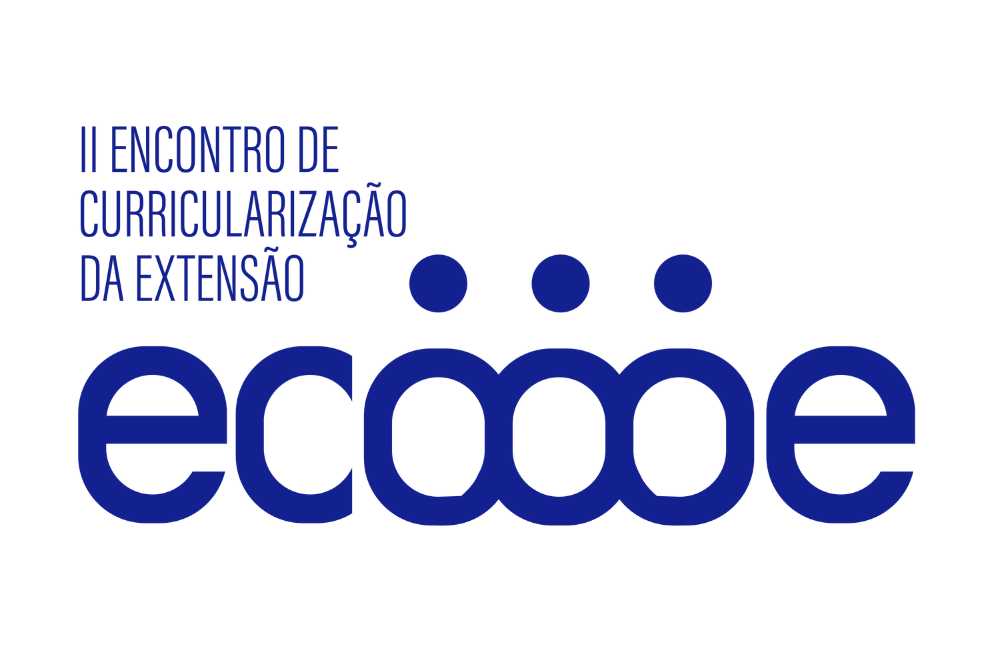 II ENCONTRO DE
CURRICULARIZAÇÃO
DA EXTENSÃO
ecoooe